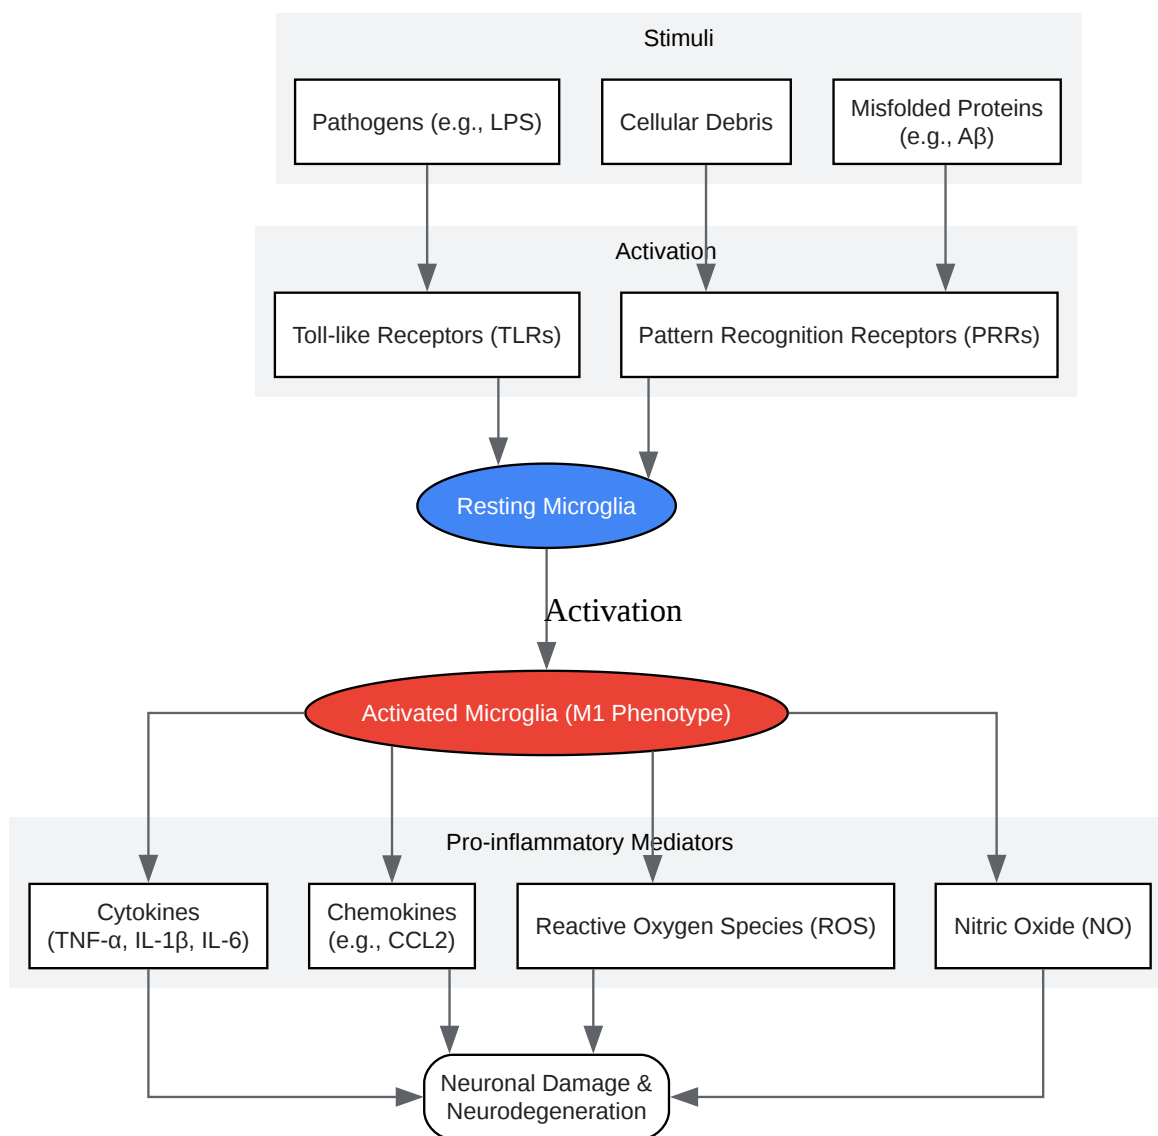 Stimuli
Pathogens (e.g., LPS)
Cellular Debris
Misfolded Proteins
(e.g., Aβ)
Activation
Toll-like Receptors (TLRs)
Pattern Recognition Receptors (PRRs)
Resting Microglia
Activation
Activated Microglia (M1 Phenotype)
Pro-inflammatory Mediators
Cytokines
(TNF-α, IL-1β, IL-6)
Chemokines
(e.g., CCL2)
Reactive Oxygen Species (ROS)
Nitric Oxide (NO)
Neuronal Damage &
Neurodegeneration